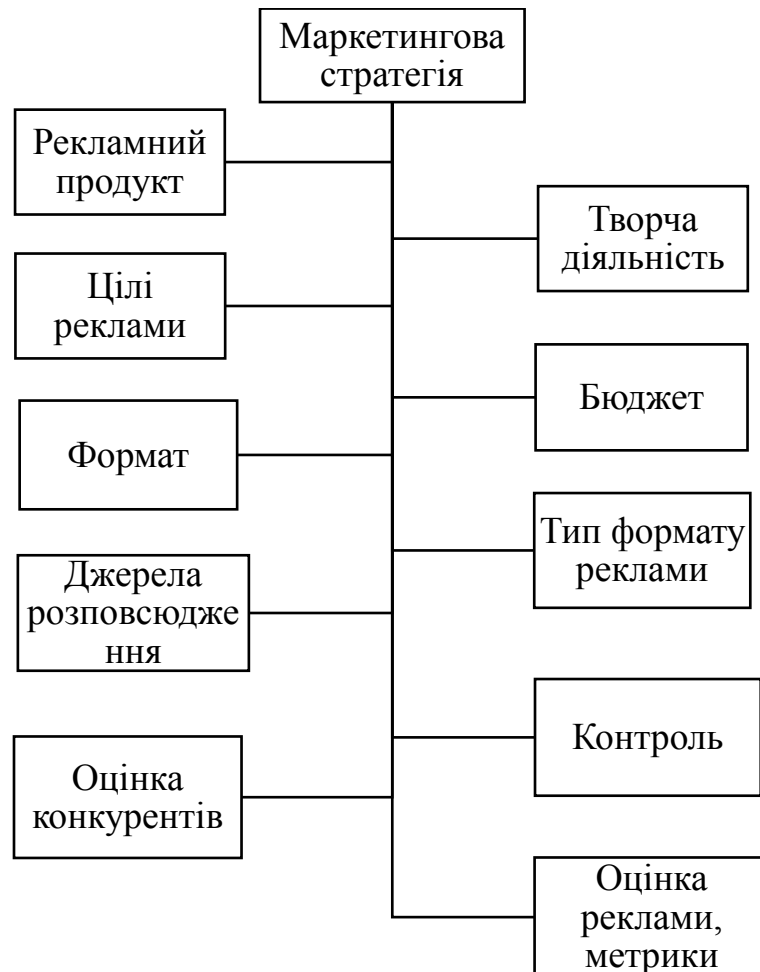 Маркетингова
стратегія
Рекламний
продукт
Творча
діяльність
Цілі
реклами
Бюджет
Формат
Тип формату
реклами
Джерела
розповсюдже
ння
Контроль
Оцінка
конкурентів
Оцінка
реклами,
метрики